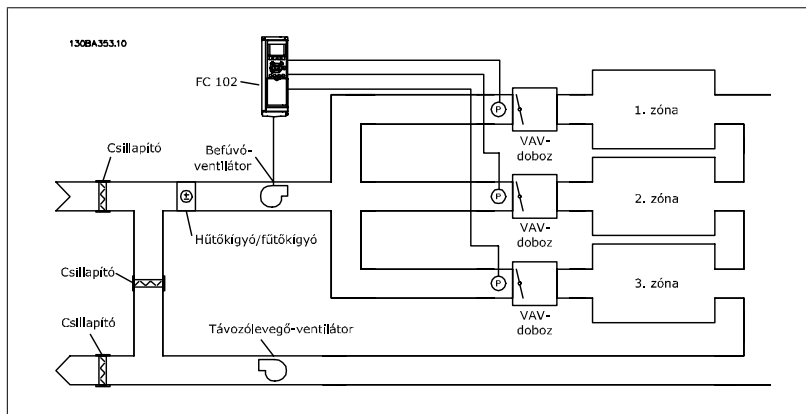 130BA353.10
FC 102
Csillapító
Befúvó-
ventilátor
Hűtőkígyó/fűtőkígyó
Csillapító
Csillapító
Távozólevegő-ventilátor
P
VAV-
doboz
1. zóna
P
VAV-
doboz
2. zóna
P
VAV-
doboz
3. zóna